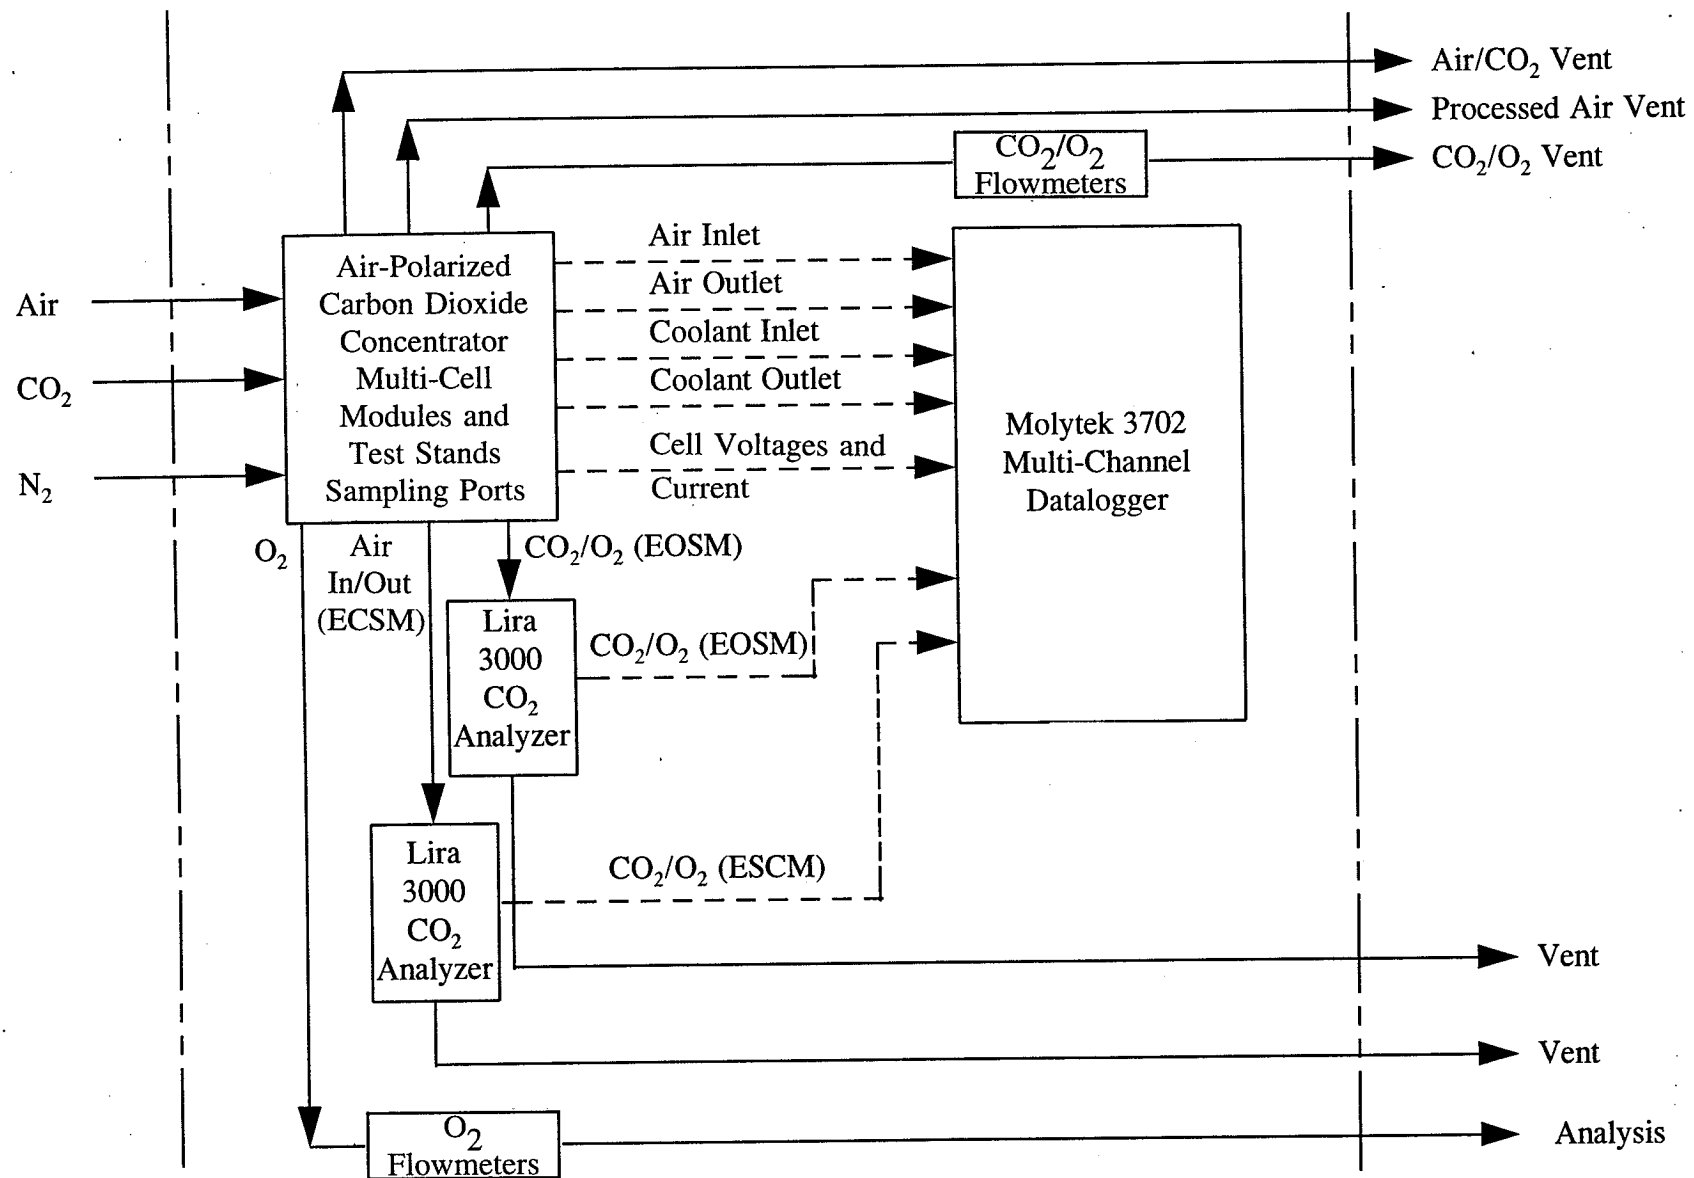 Air/CO₂ Vent
Processed Air Vent
CO₂/O₂ Vent
CO₂/O₂
Flowmeters
Air
CO₂
N₂
Air-Polarized
Carbon Dioxide
Concentrator
Multi-Cell
Modules and
Test Stands
Sampling Ports
Air Inlet
Air Outlet
Coolant Inlet
Coolant Outlet
Cell Voltages and
Current
Molytek 3702
Multi-Channel
Datalogger
O₂
Air
In/Out
(ECSM)
CO₂/O₂ (EOSM)
Lira
3000
CO₂
Analyzer
CO₂/O₂ (EOSM)
Lira
3000
CO₂
Analyzer
CO₂/O₂ (ESCM)
Vent
Vent
O₂
Flowmeters
Analysis